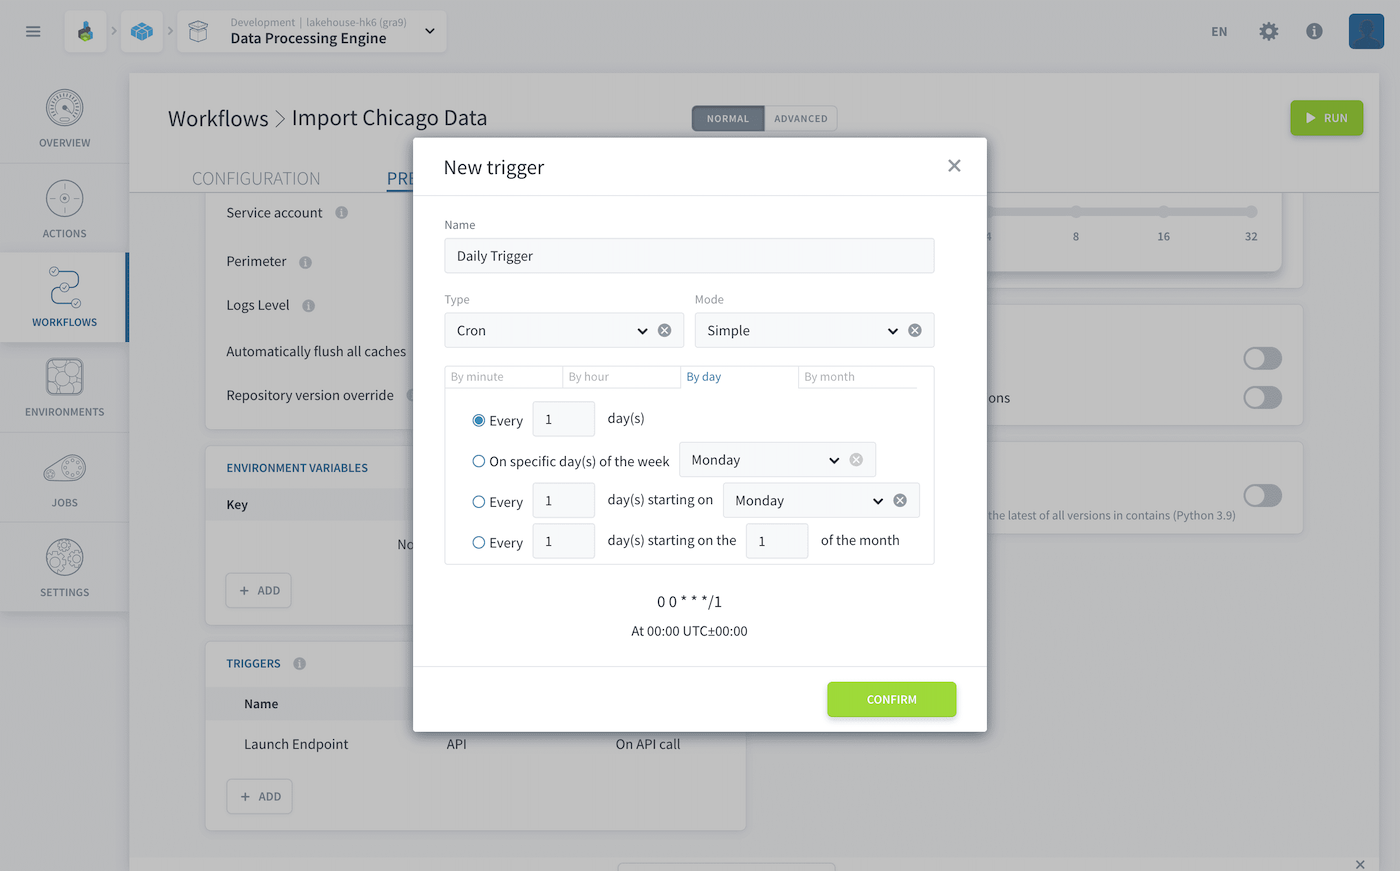 Development | lakehouse-hk6 (gra9)
Data Processing Engine
EN
OVERVIEW
ACTIONS
WORKFLOWS
ENVIRONMENTS
JOBS
SETTINGS
Workflows > Import Chicago Data
NORMAL
ADVANCED
RUN
CONFIGURATION
PRE
Service account
Perimeter
Logs Level
Automatically flush all caches
Repository version override
4 8 16 32
ons
the latest of all versions in contains (Python 3.9)
ENVIRONMENT VARIABLES
Key
No
+ ADD
TRIGGERS
Name
Launch Endpoint API On API call
+ ADD
New trigger
Name
Daily Trigger
Type Mode
Cron Simple
By minute By hour By day By month
Every 1 day(s)
On specific day(s) of the week Monday
Every 1 day(s) starting on Monday
Every 1 day(s) starting on the 1 of the month
0 0 * * */1
At 00:00 UTC±00:00
CONFIRM